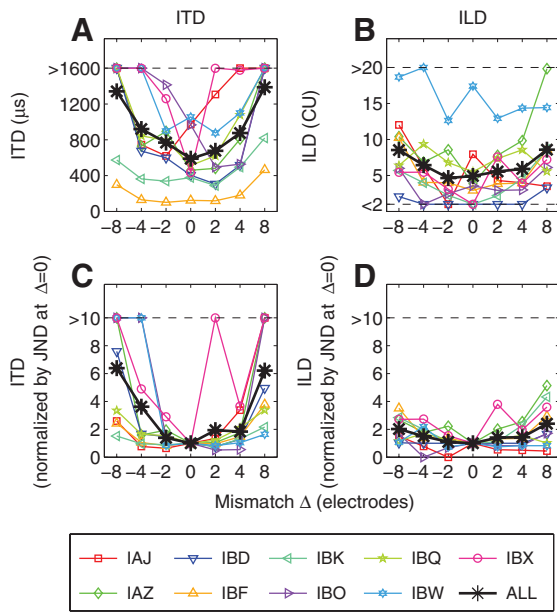 ITD
ILD
A
B
>1600
1200
800
400
0
ITD (μs)
−8 −4 −2 0 2 4 8
>20
15
10
5
<2
ILD (CU)
−8 −4 −2 0 2 4 8
C
D
>10
8
6
4
2
0
ITD
(normalized by JND at Δ=0)
−8 −4 −2 0 2 4 8
>10
8
6
4
2
0
ILD
(normalized by JND at Δ=0)
−8 −4 −2 0 2 4 8
Mismatch Δ (electrodes)
IAJ IBD IBK IBQ IBX
IAZ IBF IBO IBW ALL